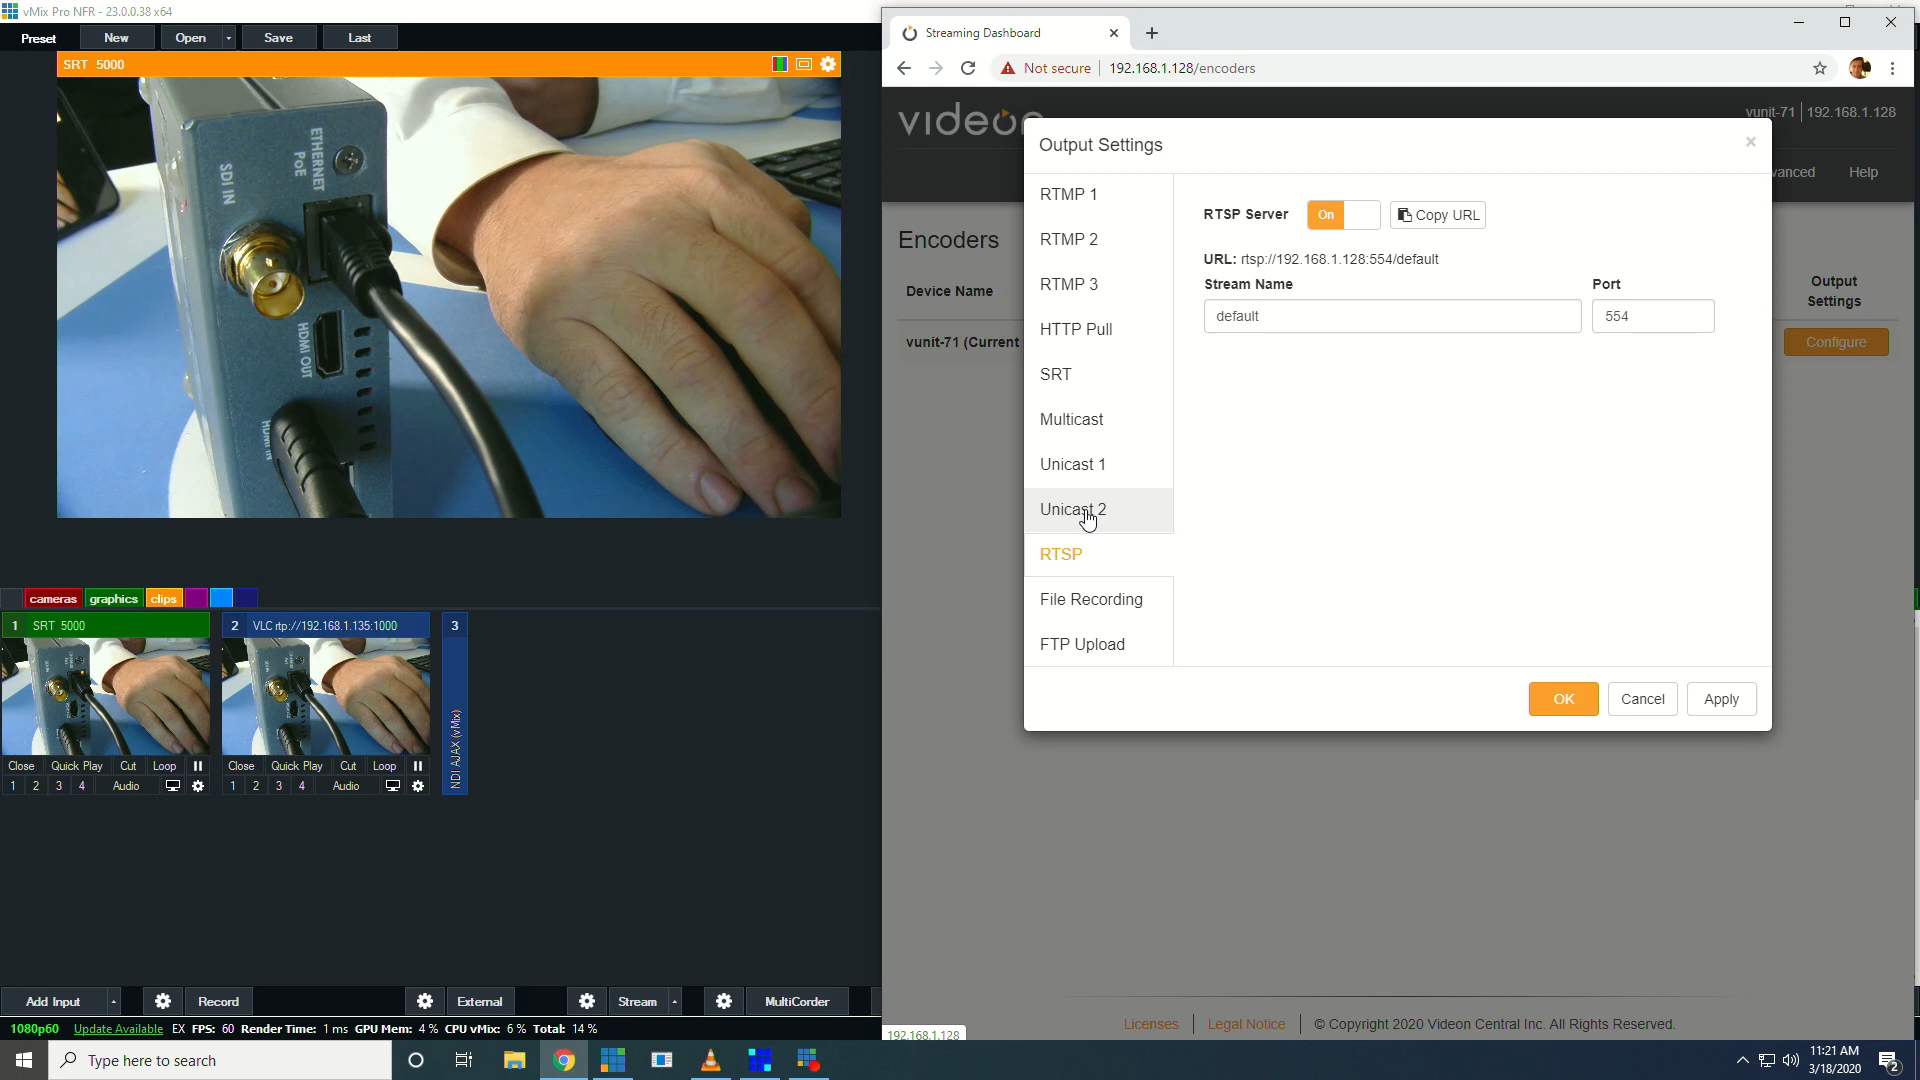 vMix Pro NFR - 23.0.0.38 x64
Preset
New
Open
Save
Last
SRT 5000
ETHERNET
PoE
SDI IN
HDMI OUT
HDMI IN
cameras
graphics
clips
1 SRT 5000
2 VLC rtp://192.168.1.135:1000
3
NDI AJAX (vMix)
Close Quick Play Cut Loop
1 2 3 4 Audio
Close Quick Play Cut Loop
1 2 3 4 Audio
Add Input
Record
External
Stream
MultiCorder
1080p60 Update Available EX FPS: 60 Render Time: 1 ms GPU Mem: 4 % CPU vMix: 6 % Total: 14 %
Streaming Dashboard
Not secure 192.168.1.128/encoders
videon
vunit-71 192.168.1.128
vanced
Help
Encoders
Device Name
Output
Settings
vunit-71 (Current
Configure
Output Settings
RTMP 1
RTMP 2
RTMP 3
HTTP Pull
SRT
Multicast
Unicast 1
Unicast 2
RTSP
File Recording
FTP Upload
RTSP Server
On
Copy URL
URL: rtsp://192.168.1.128:554/default
Stream Name
Port
default
554
OK
Cancel
Apply
Licenses
Legal Notice
© Copyright 2020 Videon Central Inc. All Rights Reserved.
192.168.1.128
Type here to search
11:21 AM
3/18/2020
2